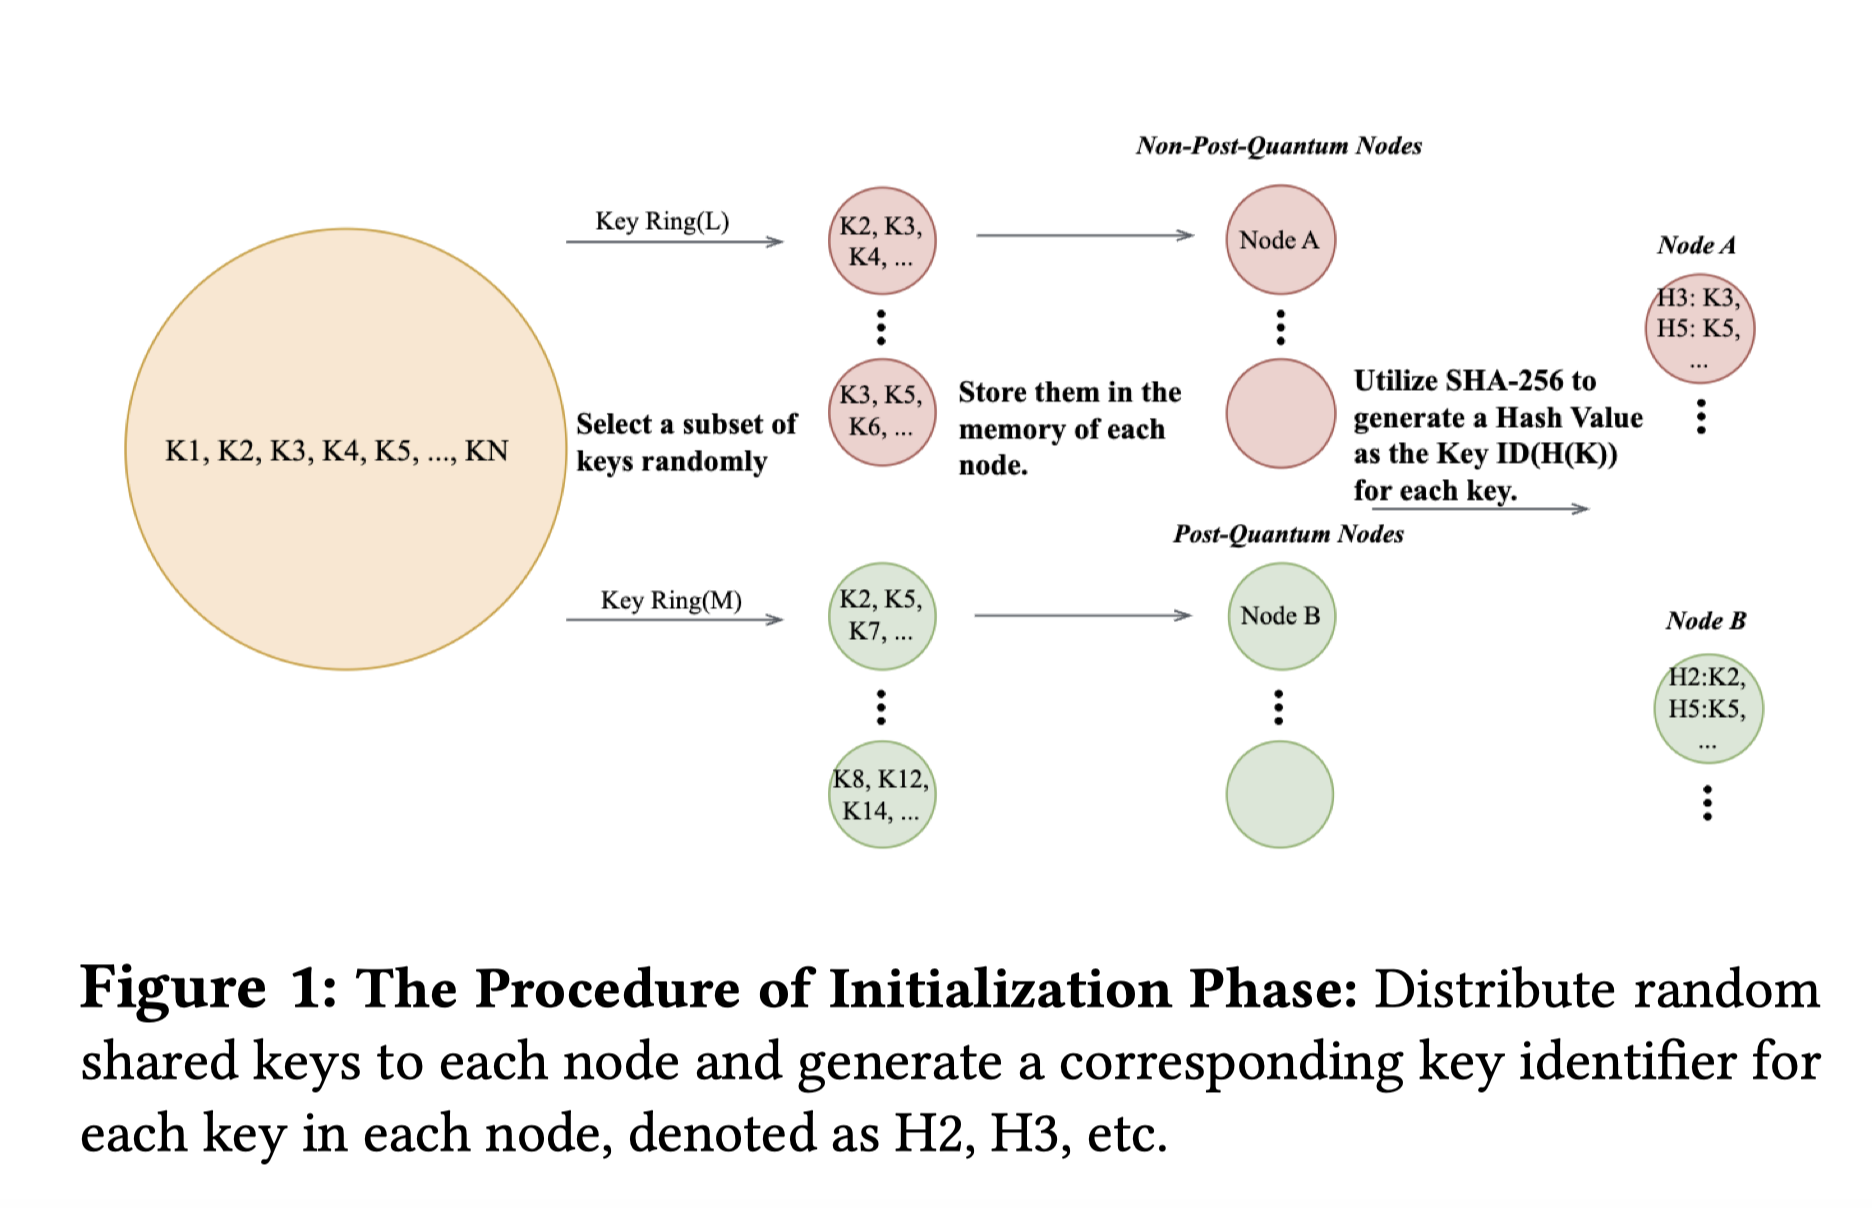 Non-Post-Quantum Nodes
Key Ring(L)
K2, K3,
K4, ...
Node A
Node A
H3: K3,
H5: K5,
...
K1, K2, K3, K4, K5, ..., KN
Select a subset of
keys randomly
K3, K5,
K6, ...
Store them in the
memory of each
node.
Utilize SHA-256 to
generate a Hash Value
as the Key ID(H(K))
for each key.
Post-Quantum Nodes
Key Ring(M)
K2, K5,
K7, ...
Node B
Node B
H2:K2,
H5:K5,
...
K8, K12,
K14, ...
Figure 1: The Procedure of Initialization Phase: Distribute random
shared keys to each node and generate a corresponding key identifier for
each key in each node, denoted as H2, H3, etc.